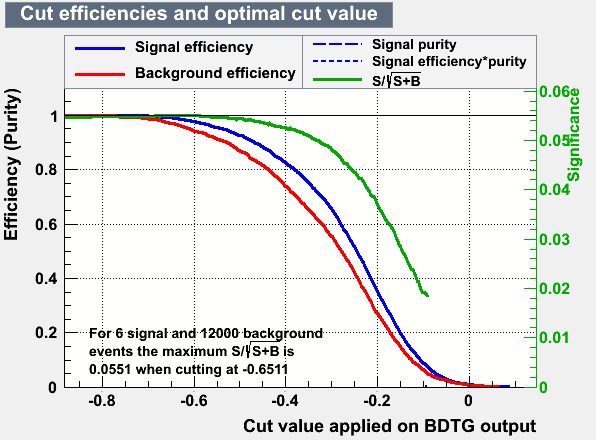 Cut efficiencies and optimal cut value
Signal efficiency
Background efficiency
Signal purity
Signal efficiency*purity
S/√S+B
Efficiency (Purity)
1
0.8
0.6
0.4
0.2
0
0.06
0.05
0.04
0.03
0.02
0.01
0
Significance
For 6 signal and 12000 background
events the maximum S/√S+B is
0.0551 when cutting at -0.6511
-0.8
-0.6
-0.4
-0.2
0
Cut value applied on BDTG output